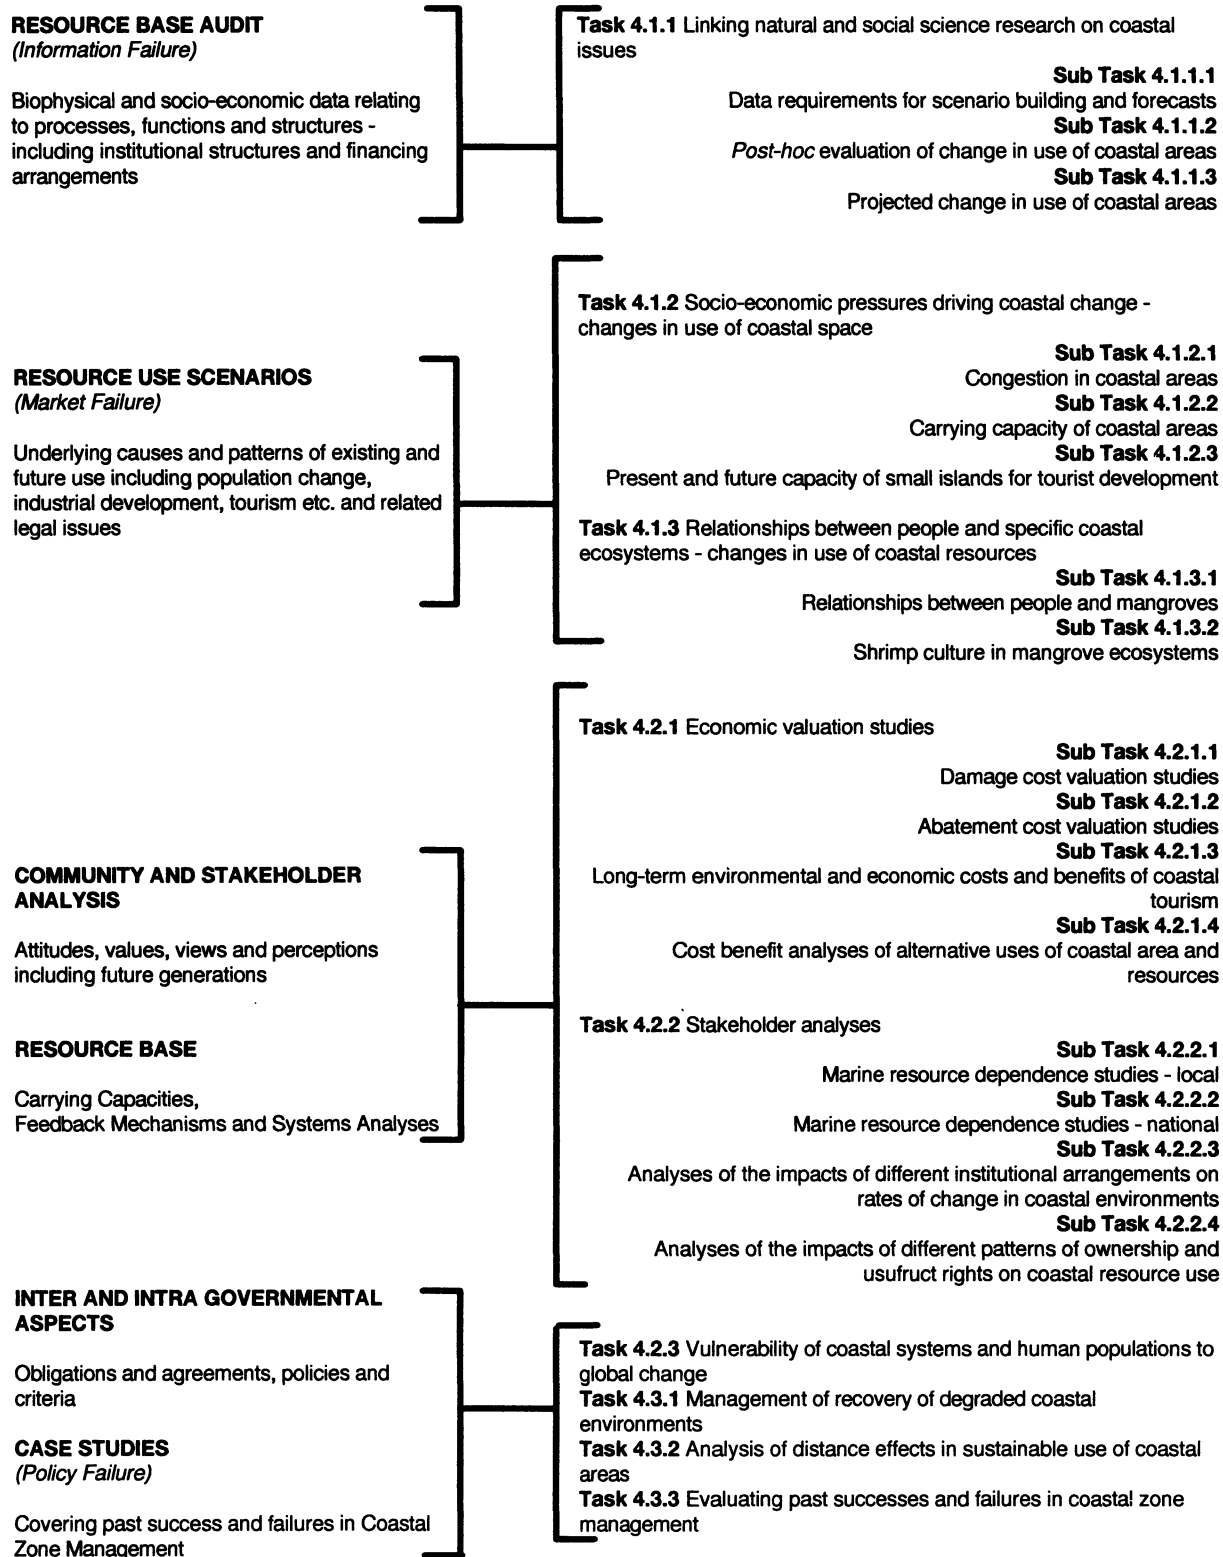 RESOURCE BASE AUDIT
(Information Failure)
Biophysical and socio-economic data relating
to processes, functions and structures -
including institutional structures and financing
arrangements
Task 4.1.1 Linking natural and social science research on coastal
issues
Sub Task 4.1.1.1
Data requirements for scenario building and forecasts
Sub Task 4.1.1.2
Post-hoc evaluation of change in use of coastal areas
Sub Task 4.1.1.3
Projected change in use of coastal areas
RESOURCE USE SCENARIOS
(Market Failure)
Underlying causes and patterns of existing and
future use including population change,
industrial development, tourism etc. and related
legal issues
Task 4.1.2 Socio-economic pressures driving coastal change -
changes in use of coastal space
Sub Task 4.1.2.1
Congestion in coastal areas
Sub Task 4.1.2.2
Carrying capacity of coastal areas
Sub Task 4.1.2.3
Present and future capacity of small islands for tourist development
Task 4.1.3 Relationships between people and specific coastal
ecosystems - changes in use of coastal resources
Sub Task 4.1.3.1
Relationships between people and mangroves
Sub Task 4.1.3.2
Shrimp culture in mangrove ecosystems
COMMUNITY AND STAKEHOLDER
ANALYSIS
Attitudes, values, views and perceptions
including future generations
RESOURCE BASE
Carrying Capacities,
Feedback Mechanisms and Systems Analyses
Task 4.2.1 Economic valuation studies
Sub Task 4.2.1.1
Damage cost valuation studies
Sub Task 4.2.1.2
Abatement cost valuation studies
Sub Task 4.2.1.3
Long-term environmental and economic costs and benefits of coastal
tourism
Sub Task 4.2.1.4
Cost benefit analyses of alternative uses of coastal area and
resources
Task 4.2.2 Stakeholder analyses
Sub Task 4.2.2.1
Marine resource dependence studies - local
Sub Task 4.2.2.2
Marine resource dependence studies - national
Sub Task 4.2.2.3
Analyses of the impacts of different institutional arrangements on
rates of change in coastal environments
Sub Task 4.2.2.4
Analyses of the impacts of different patterns of ownership and
usufruct rights on coastal resource use
INTER AND INTRA GOVERNMENTAL
ASPECTS
Obligations and agreements, policies and
criteria
CASE STUDIES
(Policy Failure)
Covering past success and failures in Coastal
Zone Management
Task 4.2.3 Vulnerability of coastal systems and human populations to
global change
Task 4.3.1 Management of recovery of degraded coastal
environments
Task 4.3.2 Analysis of distance effects in sustainable use of coastal
areas
Task 4.3.3 Evaluating past successes and failures in coastal zone
management